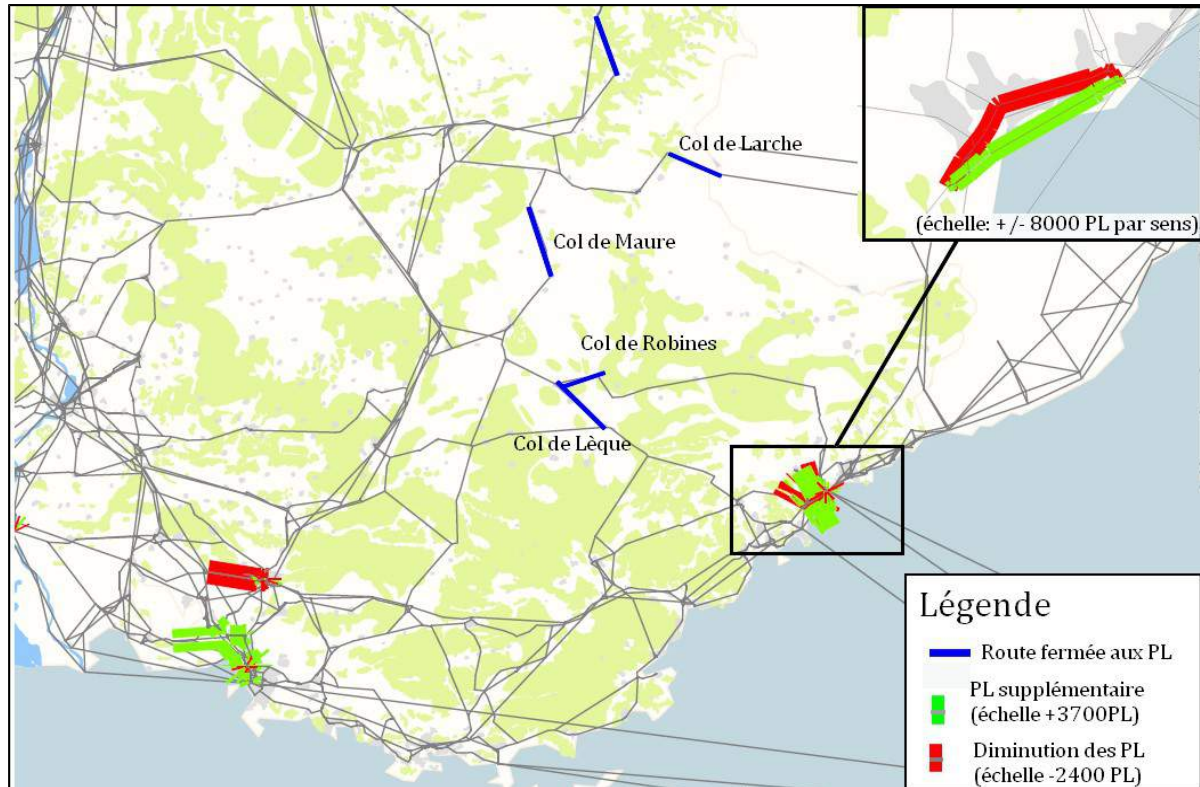 Col de Larche
(échelle: +/- 8000 PL par sens)
Col de Maure
Col de Robines
Col de Lèque
Légende
Route fermée aux PL
PL supplémentaire
(échelle +3700PL)
Diminution des PL
(échelle -2400 PL)